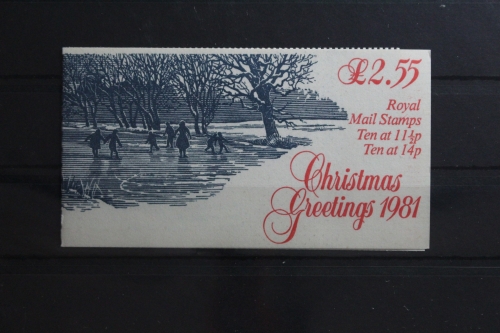 £2.55
Royal
Mail Stamps
Ten at 11½p
Ten at 14p
Christmas
Greetings 1981